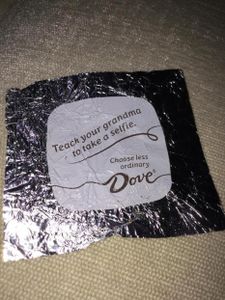 Teach your grandma
to take a selfie.
Choose less
ordinary
Dove